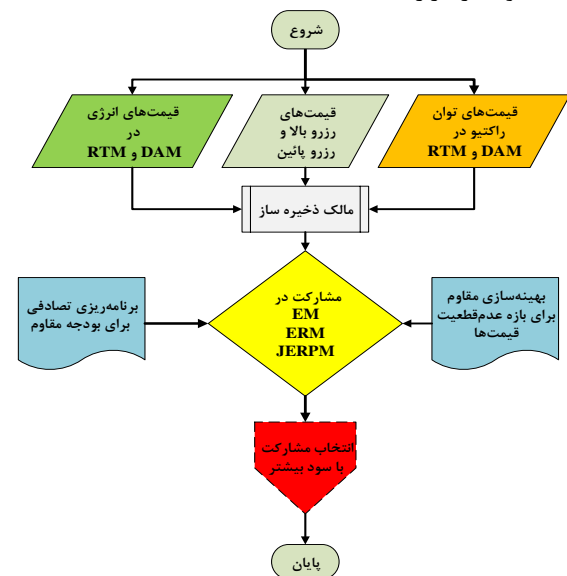 شروع
قیمت‌های توان
راکتیو در
DAM و RTM
قیمت‌های
رزرو بالا و
رزرو پائین
قیمت‌های انرژی
در
DAM و RTM
مالک ذخیره ساز
بهینه‌سازی مقاوم
برای بازه عدم‌قطعیت
قیمت‌ها
مشارکت در
EM
ERM
JERPM
برنامه‌ریزی تصادفی
برای بودجه مقاوم
انتخاب مشارکت
با سود بیشتر
پایان